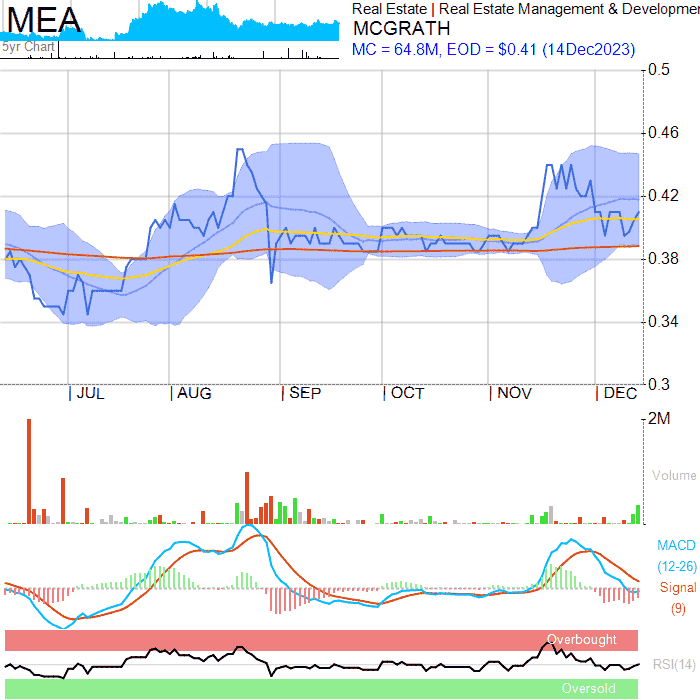 MEA
Real Estate | Real Estate Management & Developmen
MCGRATH
5yr Chart
MC = 64.8M, EOD = $0.41 (14Dec2023)
0.5
0.46
0.42
0.38
0.34
0.3
JUL AUG SEP OCT NOV DEC
2M
Volume
MACD
(12-26)
Signal
(9)
Overbought
RSI(14)
Oversold